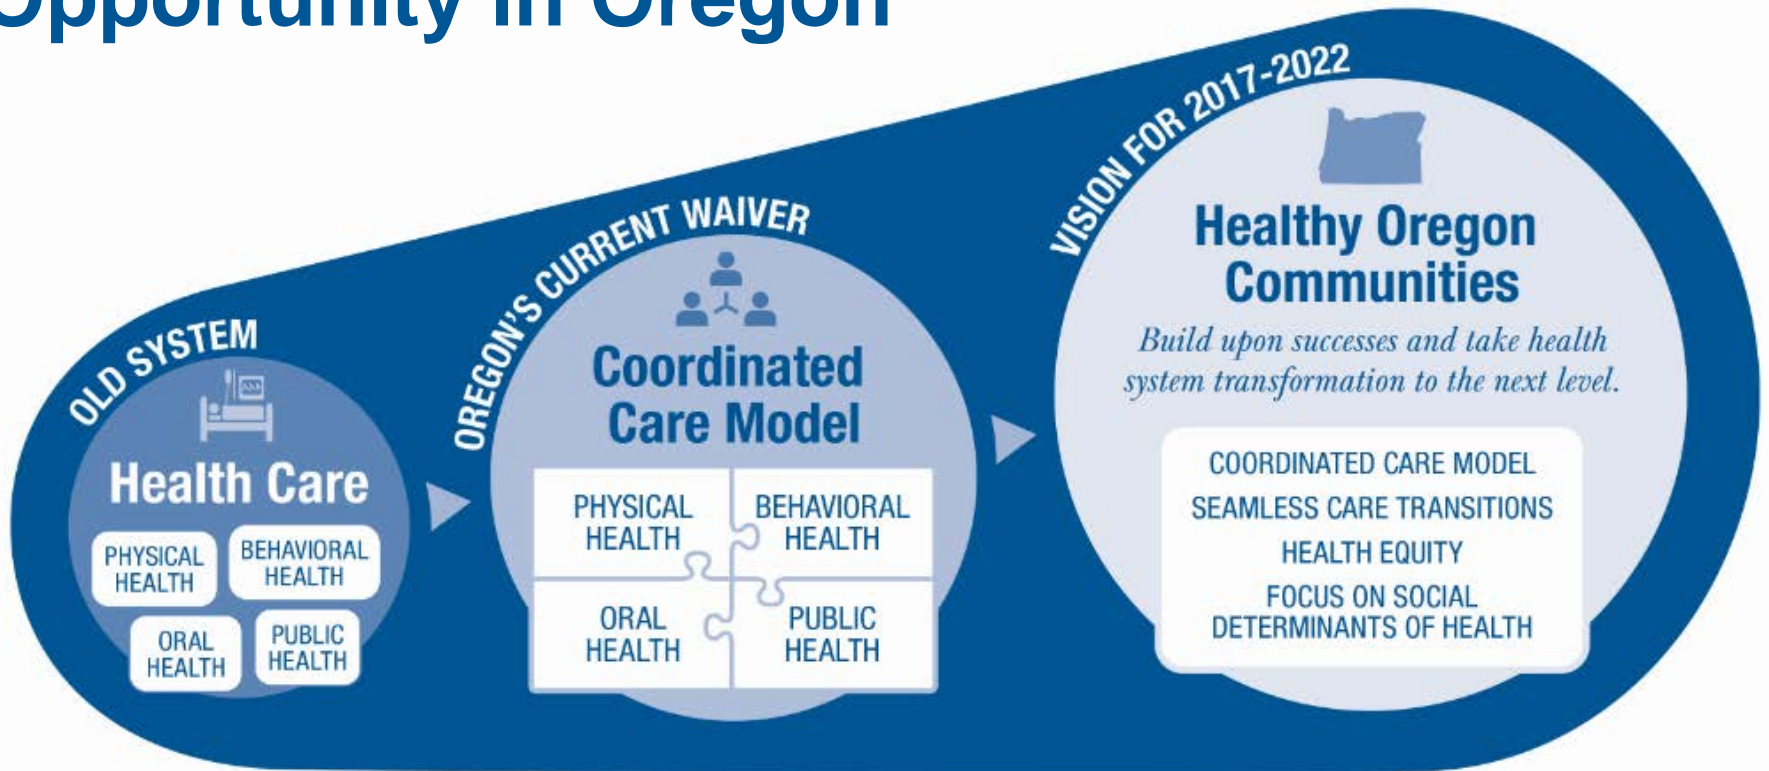 Opportunity in Oregon
OLD SYSTEM
Health Care
PHYSICAL
HEALTH
BEHAVIORAL
HEALTH
ORAL
HEALTH
PUBLIC
HEALTH
OREGON'S CURRENT WAIVER
Coordinated
Care Model
PHYSICAL
HEALTH
BEHAVIORAL
HEALTH
ORAL
HEALTH
PUBLIC
HEALTH
VISION FOR 2017-2022
Healthy Oregon
Communities
Build upon successes and take health
system transformation to the next level.
COORDINATED CARE MODEL
SEAMLESS CARE TRANSITIONS
HEALTH EQUITY
FOCUS ON SOCIAL
DETERMINANTS OF HEALTH